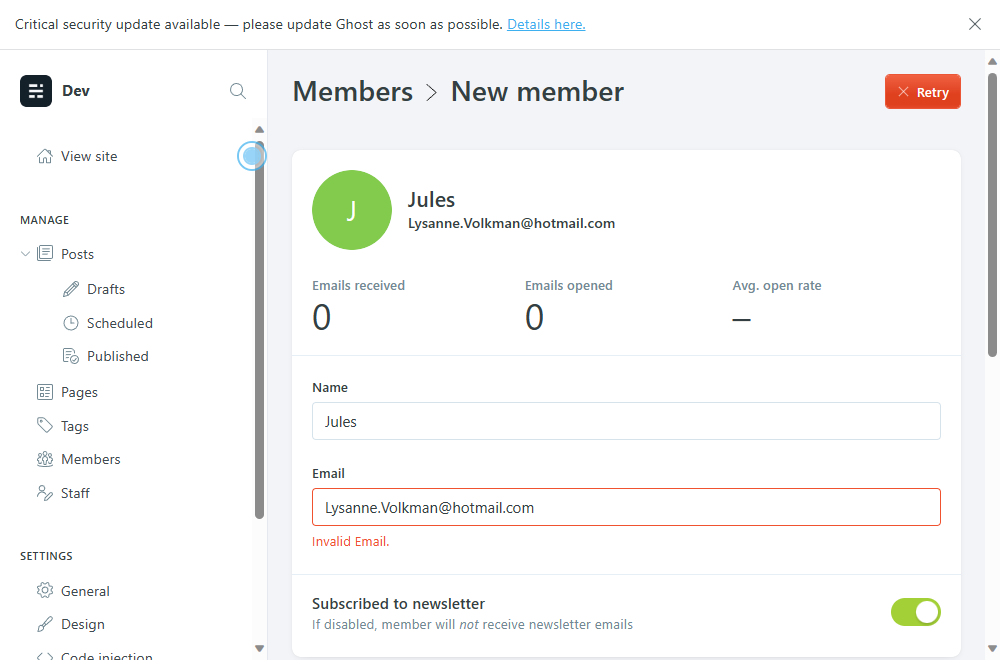 Critical security update available — please update Ghost as soon as possible. Details here.
Dev
View site
MANAGE
Posts
Drafts
Scheduled
Published
Pages
Tags
Members
Staff
SETTINGS
General
Design
Code injection
Members > New member
Retry
J
Jules
Lysanne.Volkman@hotmail.com
Emails received
0
Emails opened
0
Avg. open rate
–
Name
Jules
Email
Lysanne.Volkman@hotmail.com
Invalid Email.
Subscribed to newsletter
If disabled, member will not receive newsletter emails